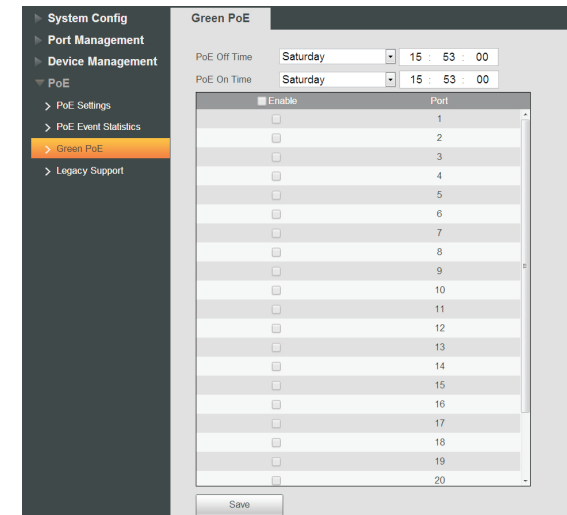 System Config
Port Management
Device Management
PoE
PoE Settings
PoE Event Statistics
Green PoE
Legacy Support
Green PoE
PoE Off Time Saturday 15 : 53 : 00
PoE On Time Saturday 15 : 53 : 00
Enable Port
1
2
3
4
5
6
7
8
9
10
11
12
13
14
15
16
17
18
19
20
Save